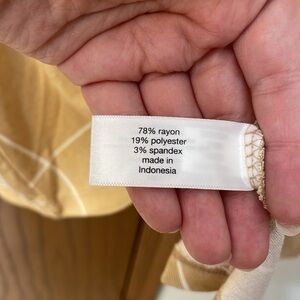 78% rayon
19% polyester
3% spandex
made in
Indonesia